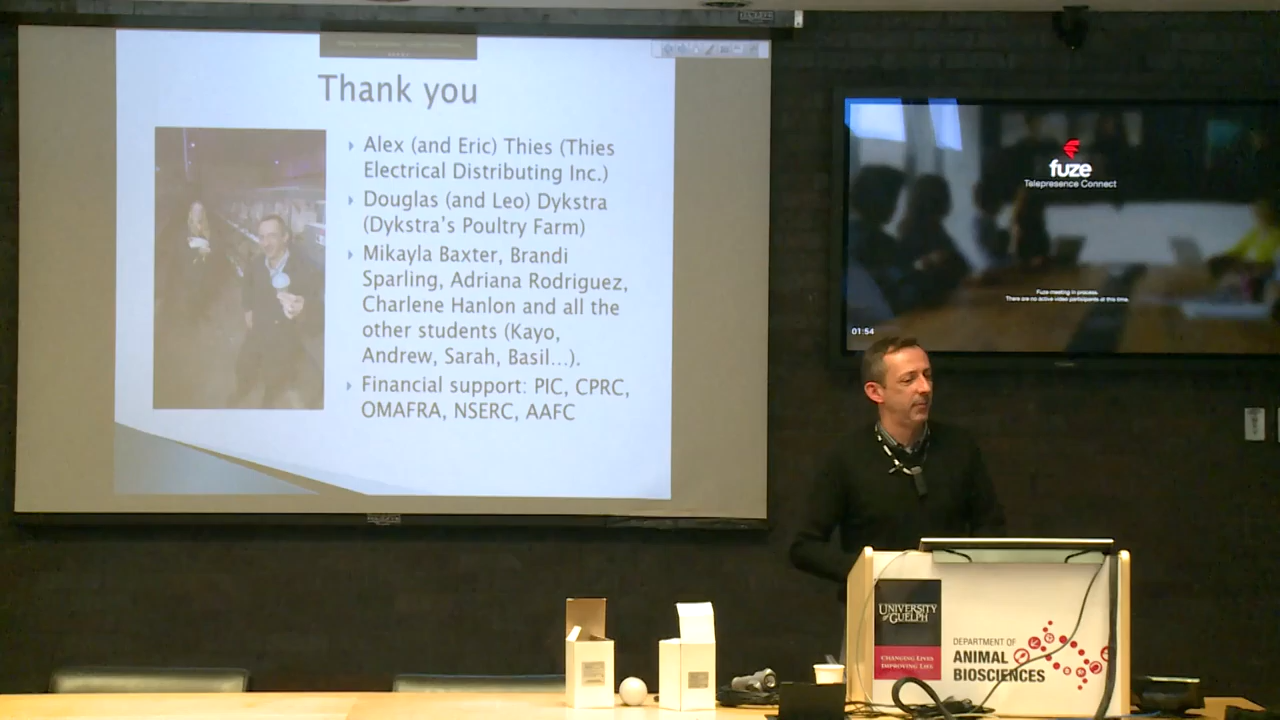 Thank you
Alex (and Eric) Thies (Thies
Electrical Distributing Inc.)
Douglas (and Leo) Dykstra
(Dykstra's Poultry Farm)
Mikayla Baxter, Brandi
Sparling, Adriana Rodriguez,
Charlene Hanlon and all the
other students (Kayo,
Andrew, Sarah, Basil...).
Financial support: PIC, CPRC,
OMAFRA, NSERC, AAFC
fuze
Telepresence Connect
Fuze meeting in process.
There are no active video participants at this time.
01:54
UNIVERSITY
of GUELPH
CHANGING LIVES
IMPROVING LIFE
DEPARTMENT OF
ANIMAL
BIOSCIENCES